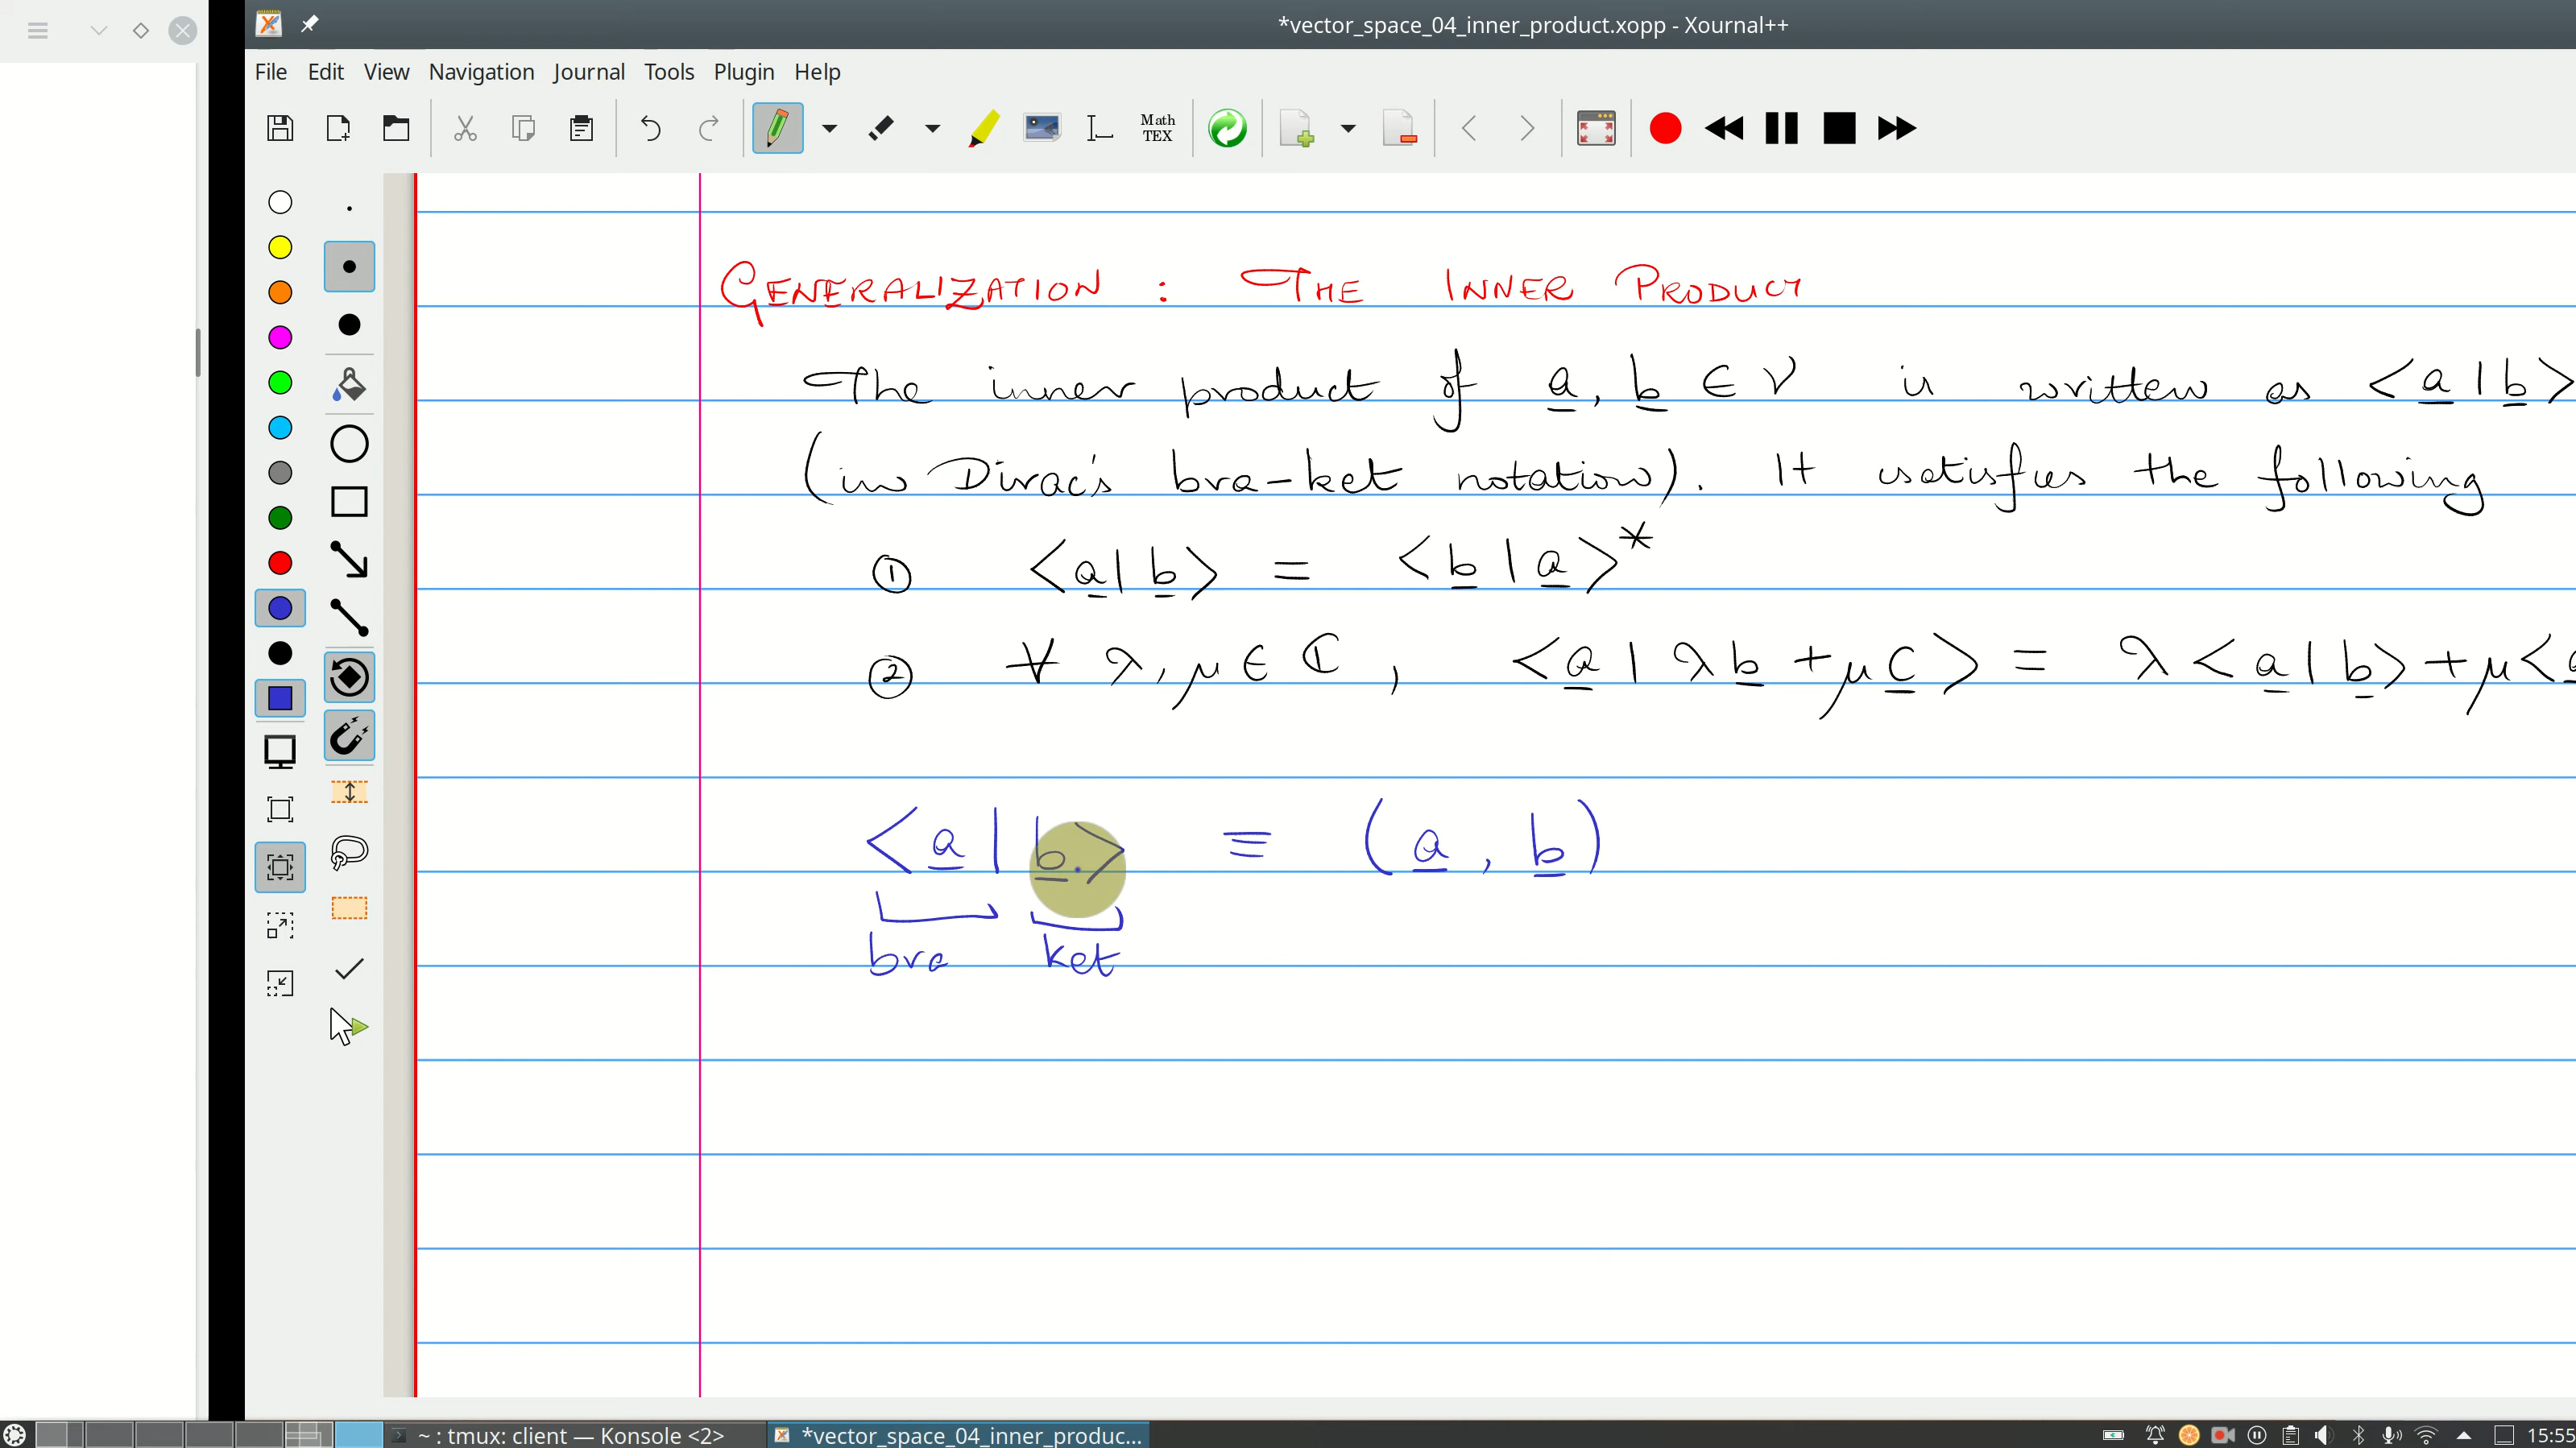 *vector_space_04_inner_product.xopp - Xournal++
File Edit View Navigation Journal Tools Plugin Help
Math
TEX
GENERALIZATION : THE INNER PRODUCT
The inner product of a, b ∈ V is written as <a|b>
(in Dirac's bra-ket notation). It satisfies the following
① <a|b> = <b|a>*
② ∀ λ, μ ∈ ℂ, <a|λb + μc> = λ<a|b> + μ<a
<a|b> ≡ (a, b)
bra ket
~ : tmux: client — Konsole <2>
*vector_space_04_inner_produc...
15:55